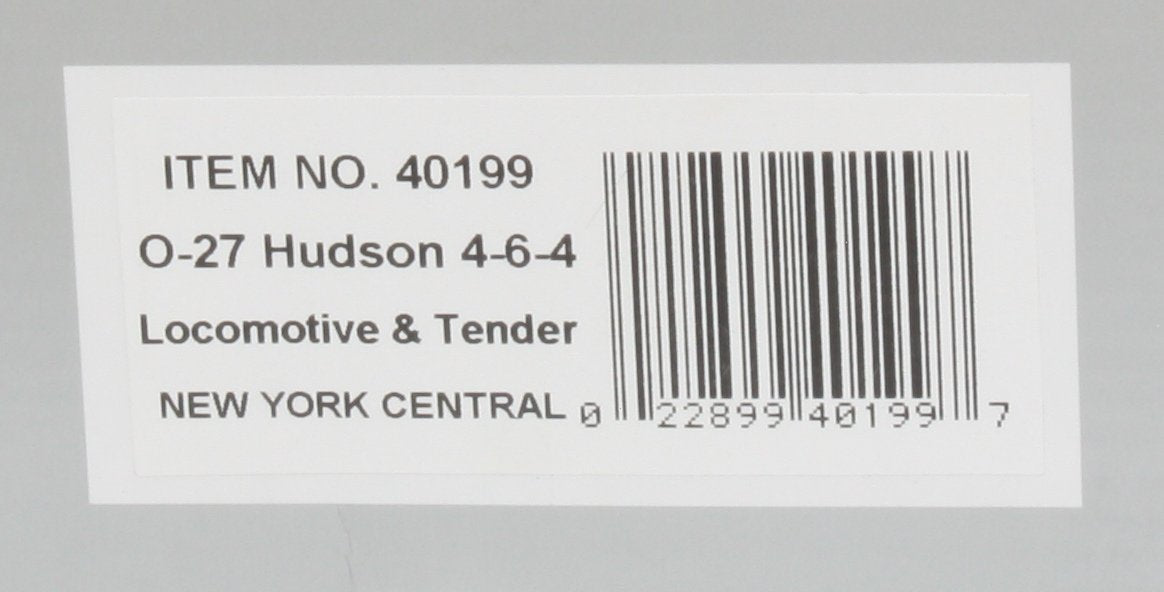 ITEM NO. 40199
O-27 Hudson 4-6-4
Locomotive & Tender
NEW YORK CENTRAL
0 22899 40199 7